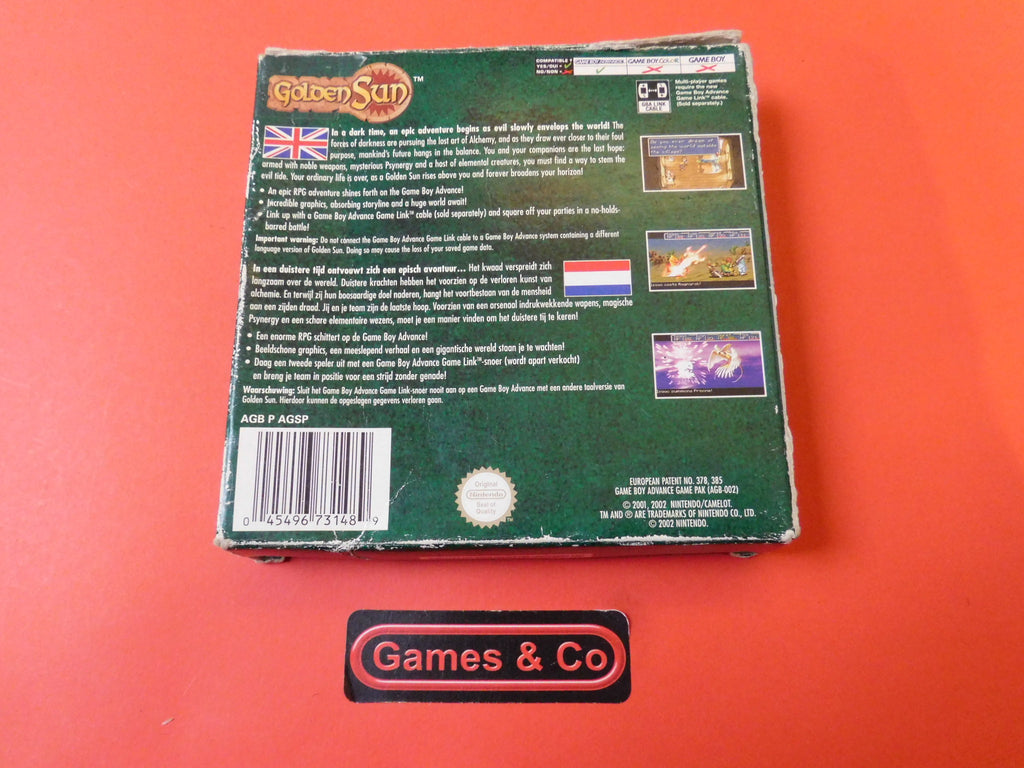 COMPATIBLE?
YES/OUI =
NO/NON =
GAME BOY ADVANCE
GAME BOY COLOR
GAME BOY
Golden Sun™
GBA LINK
CABLE
Multi-player games
require the new
Game Boy Advance
Game Link™ cable.
(Sold separately.)
In a dark time, an epic adventure begins as evil slowly envelops the world! The
forces of darkness are pursuing the lost art of Alchemy, and as they draw ever closer to their foul
purpose, mankind's future hangs in the balance. You and your companions are the last hope:
armed with noble weapons, mysterious Psynergy and a host of elemental creatures, you must find a way to stem the
evil tide. Your ordinary life is over, as a Golden Sun rises above you and forever broadens your horizon!
• An epic RPG adventure shines forth on the Game Boy Advance!
• Incredible graphics, absorbing storyline and a huge world await!
• Link up with a Game Boy Advance Game Link™ cable (sold separately) and square off your parties in a no-holds-
barred battle!
Important warning: Do not connect the Game Boy Advance Game Link cable to a Game Boy Advance system containing a different
language version of Golden Sun. Doing so may cause the loss of your saved game data.
In een duistere tijd ontvouwt zich een episch avontuur... Het kwaad verspreidt zich
langzaam over de wereld. Duistere krachten hebben het voorzien op de verloren kunst van
alchemie. En terwijl zij hun boosaardige doel naderen, hangt het voortbestaan van de mensheid
aan een zijden draad. Jij en je team zijn de laatste hoop. Voorzien van een arsenaal indrukwekkende wapens, magische
Psynergy en een schare elementaire wezens, moet je een manier vinden om het duistere tij te keren!
• Een enorme RPG schittert op de Game Boy Advance!
• Beeldschone graphics, een meeslepend verhaal en een gigantische wereld staan je te wachten!
• Daag een tweede speler uit met een Game Boy Advance Game Link™-snoer (wordt apart verkocht)
en breng je team in positie voor een strijd zonder genade!
Waarschuwing: Sluit het Game Boy Advance Game Link-snoer nooit aan op een Game Boy Advance met een andere taalversie van
Golden Sun. Hierdoor kunnen de opgeslagen gegevens verloren gaan.
AGB P AGSP
0 45496 73148 9
Original
Nintendo
Seal of
Quality
TM
EUROPEAN PATENT NO. 378, 385
GAME BOY ADVANCE GAME PAK (AGB-002)
© 2001, 2002 NINTENDO/CAMELOT.
TM AND ® ARE TRADEMARKS OF NINTENDO CO., LTD.
© 2002 NINTENDO.
Games & Co